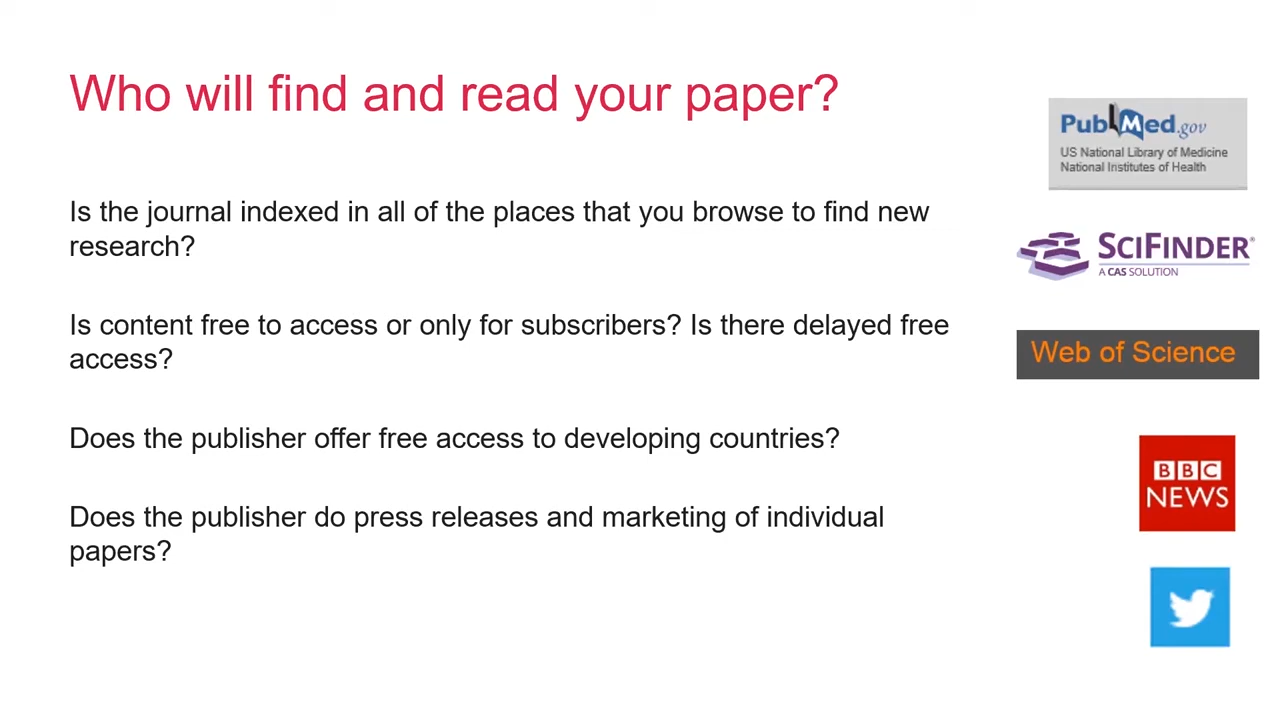 Who will find and read your paper?
PubMed.gov
US National Library of Medicine
National Institutes of Health
Is the journal indexed in all of the places that you browse to find new
research?
SCIFINDER®
A CAS SOLUTION
Is content free to access or only for subscribers? Is there delayed free
access?
Web of Science
Does the publisher offer free access to developing countries?
BBC
NEWS
Does the publisher do press releases and marketing of individual
papers?